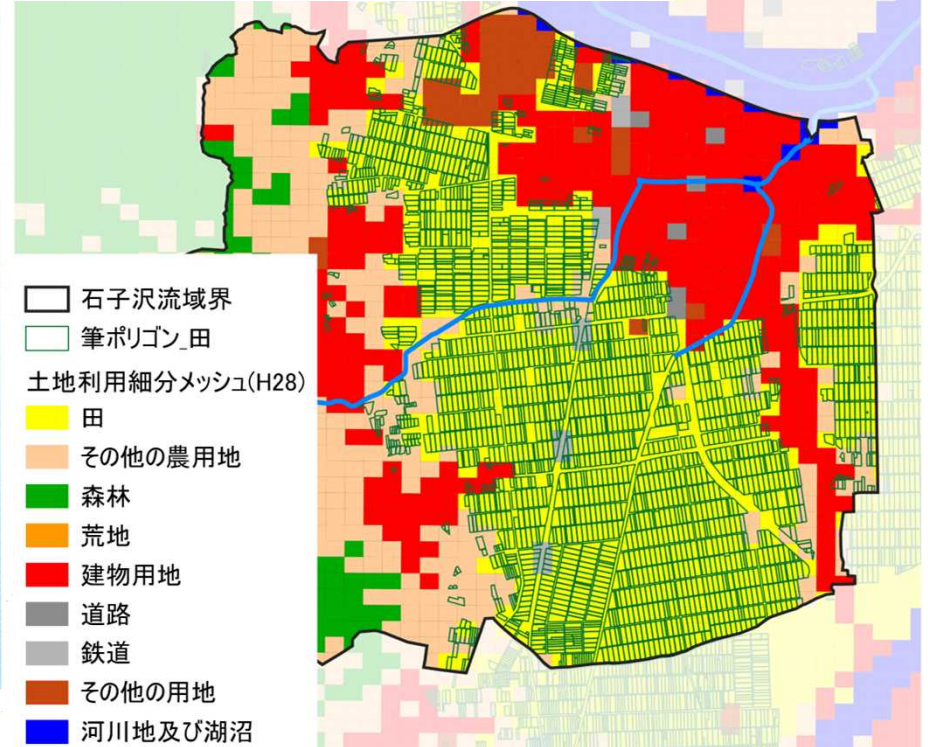 石子沢流域界
筆ポリゴン_田
土地利用細分メッシュ(H28)
田
その他の農用地
森林
荒地
建物用地
道路
鉄道
その他の用地
河川地及び湖沼